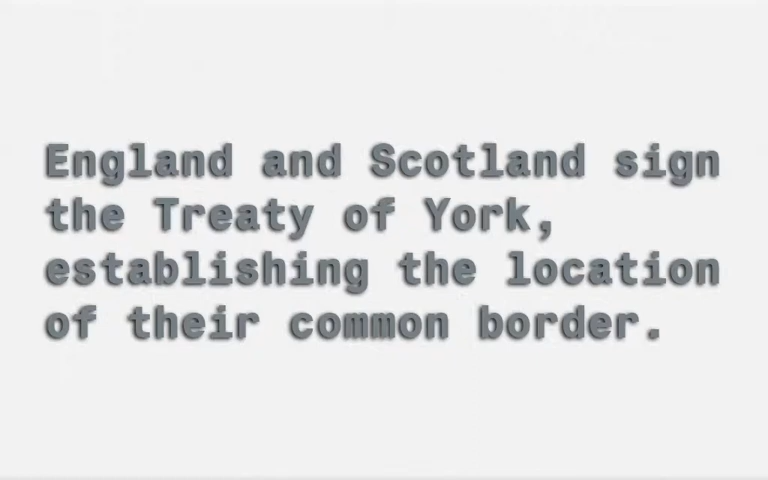 England and Scotland sign
the Treaty of York,
establishing the location
of their common border.